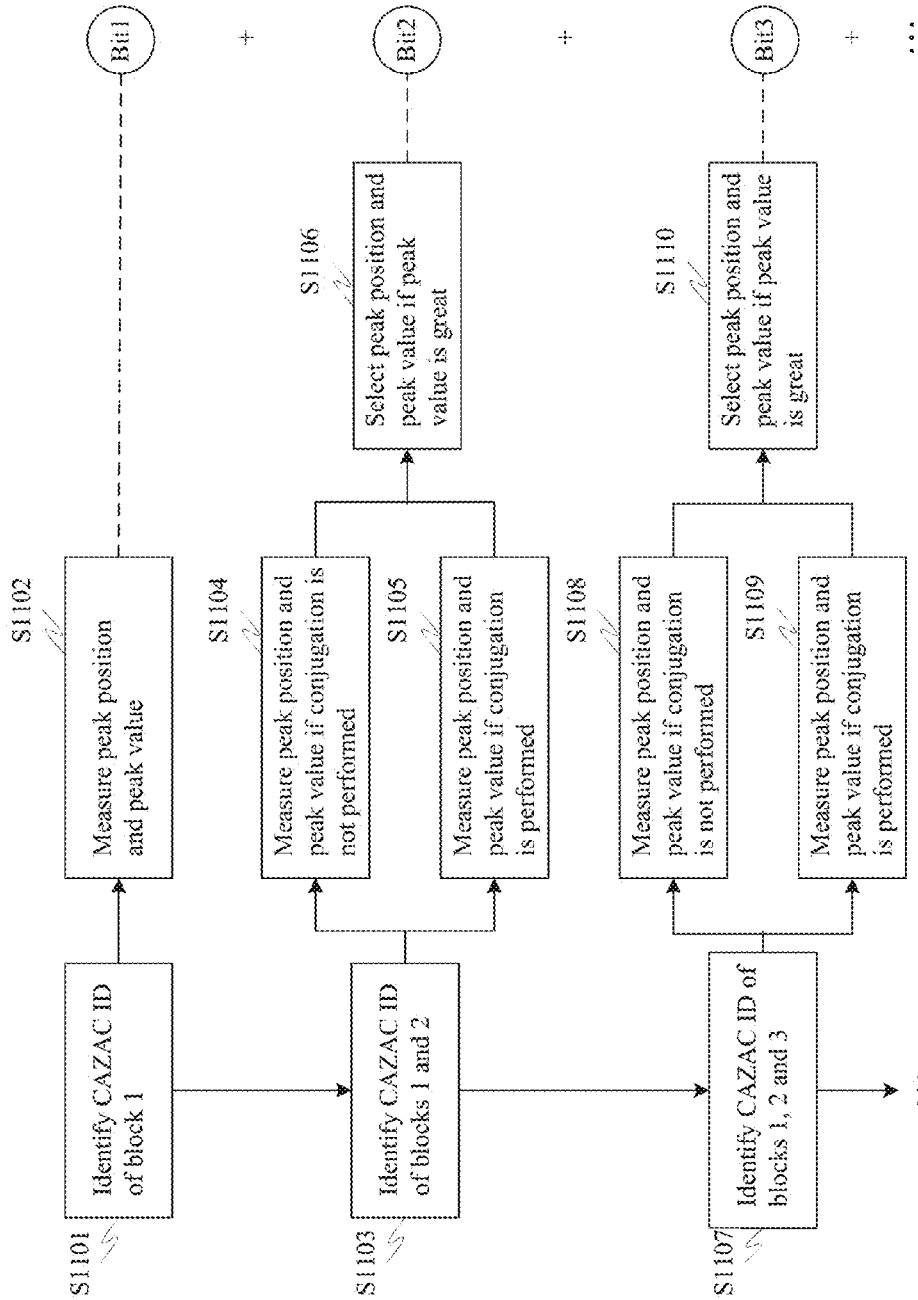 S1101
Identify CAZAC ID
of block 1
S1102
Measure peak position
and peak value
Bit1
+
S1103
Identify CAZAC ID
of blocks 1 and 2
S1104
Measure peak position and
peak value if conjugation is
not performed
S1105
Measure peak position and
peak value if conjugation
is performed
S1106
Select peak position and
peak value if peak
value is great
Bit2
+
S1107
Identify CAZAC ID of
blocks 1, 2 and 3
S1108
Measure peak position and
peak value if conjugation
is not performed
S1109
Measure peak position and
peak value if conjugation
is performed
S1110
Select peak position and
peak value if peak value
is great
Bit3
+
...
...